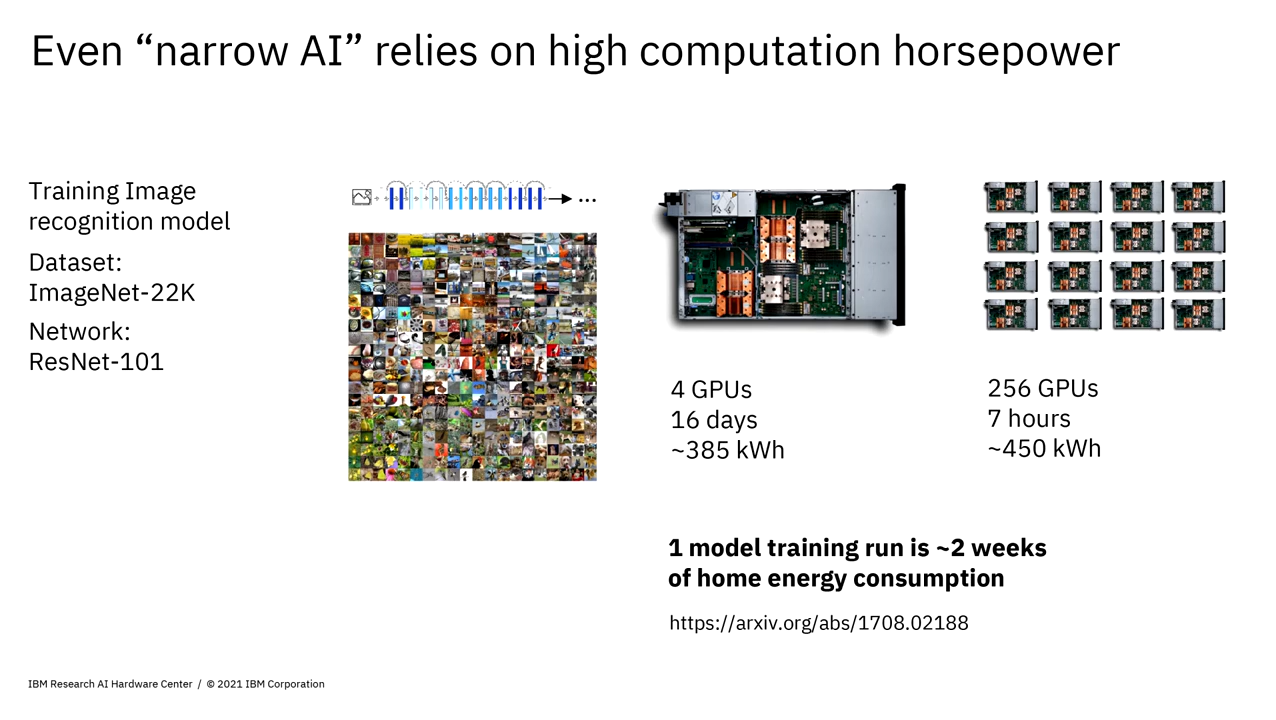 Even “narrow AI” relies on high computation horsepower
Training Image
recognition model
Dataset:
ImageNet-22K
Network:
ResNet-101
...
4 GPUs
16 days
~385 kWh
256 GPUs
7 hours
~450 kWh
1 model training run is ~2 weeks
of home energy consumption
https://arxiv.org/abs/1708.02188
IBM Research AI Hardware Center / © 2021 IBM Corporation